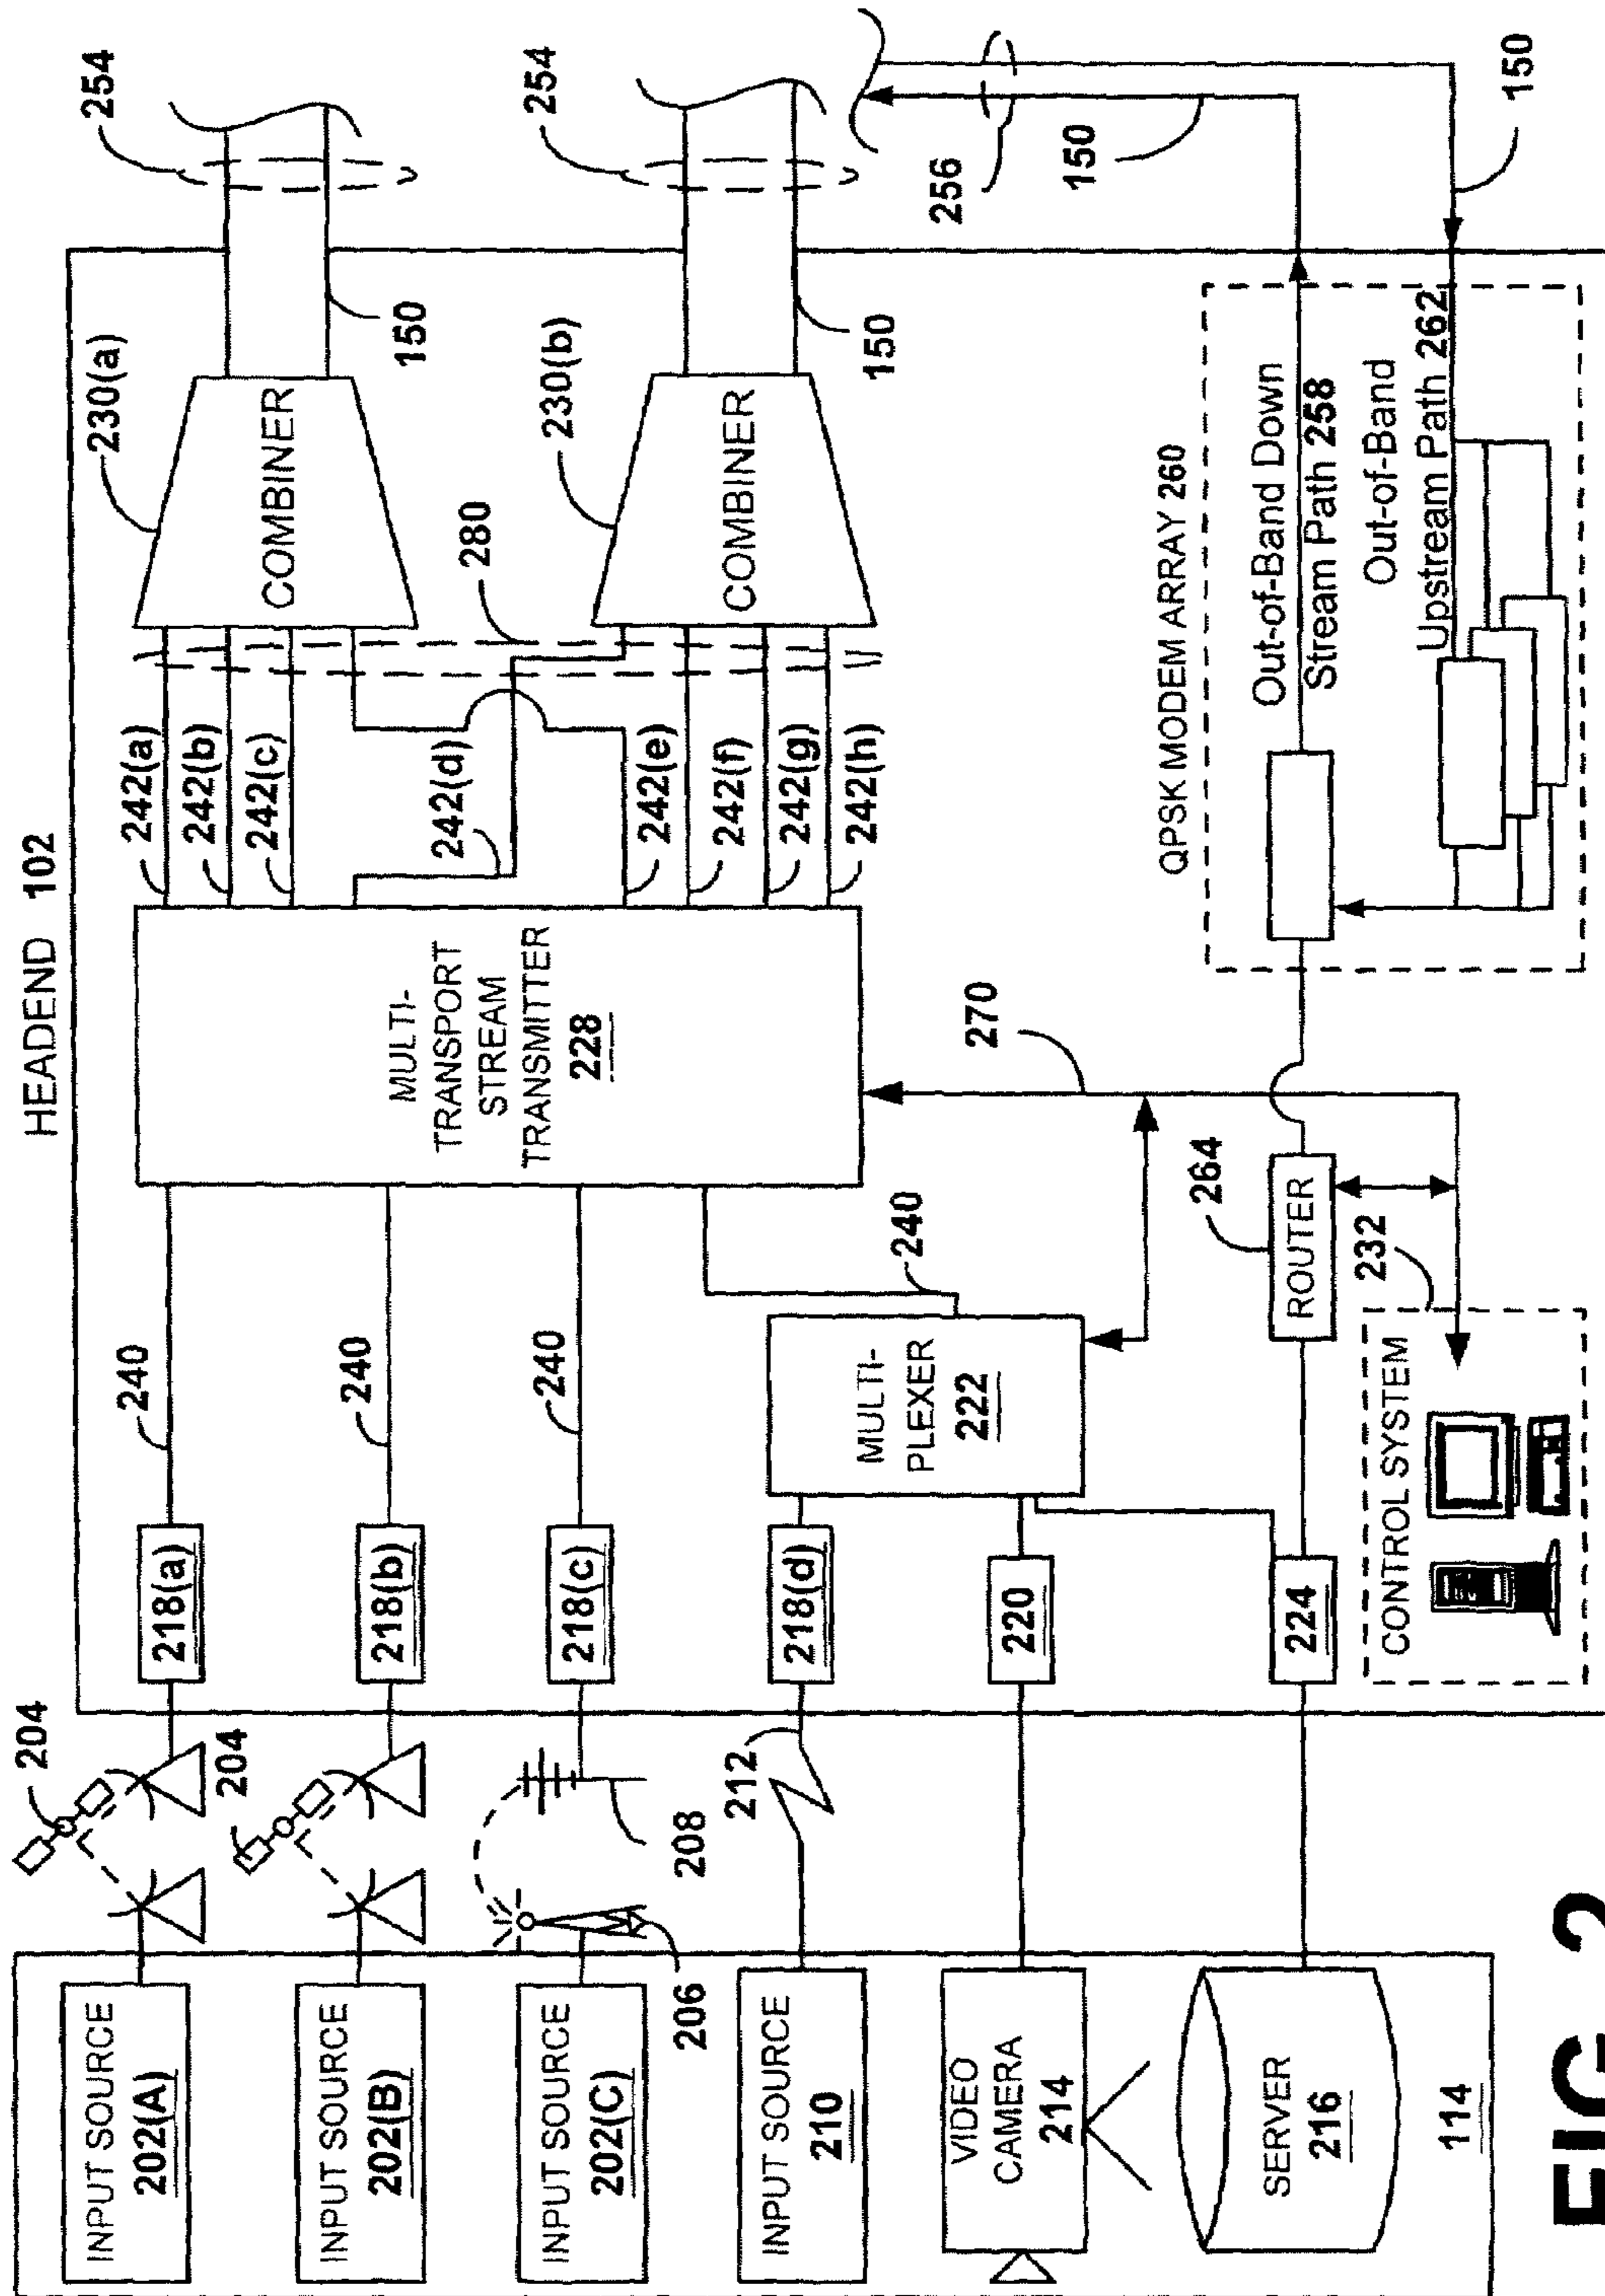 HEADEND 102
INPUT SOURCE
202(A)
INPUT SOURCE
202(B)
INPUT SOURCE
202(C)
INPUT SOURCE
210
VIDEO
CAMERA
214
SERVER
216
114
204
204
206
208
212
218(a)
218(b)
218(c)
218(d)
220
224
240
240
240
240
MULTI-
PLEXER
222
MULTI-
TRANSPORT
STREAM
TRANSMITTER
228
CONTROL SYSTEM
232
ROUTER
264
270
242(a)
242(b)
242(c)
242(d)
242(e)
242(f)
242(g)
242(h)
280
COMBINER
230(a)
COMBINER
230(b)
150
150
254
254
256
150
150
QPSK MODEM ARRAY 260
Out-of-Band Down
Stream Path 258
Out-of-Band
Upstream Path 262
FIG. 2